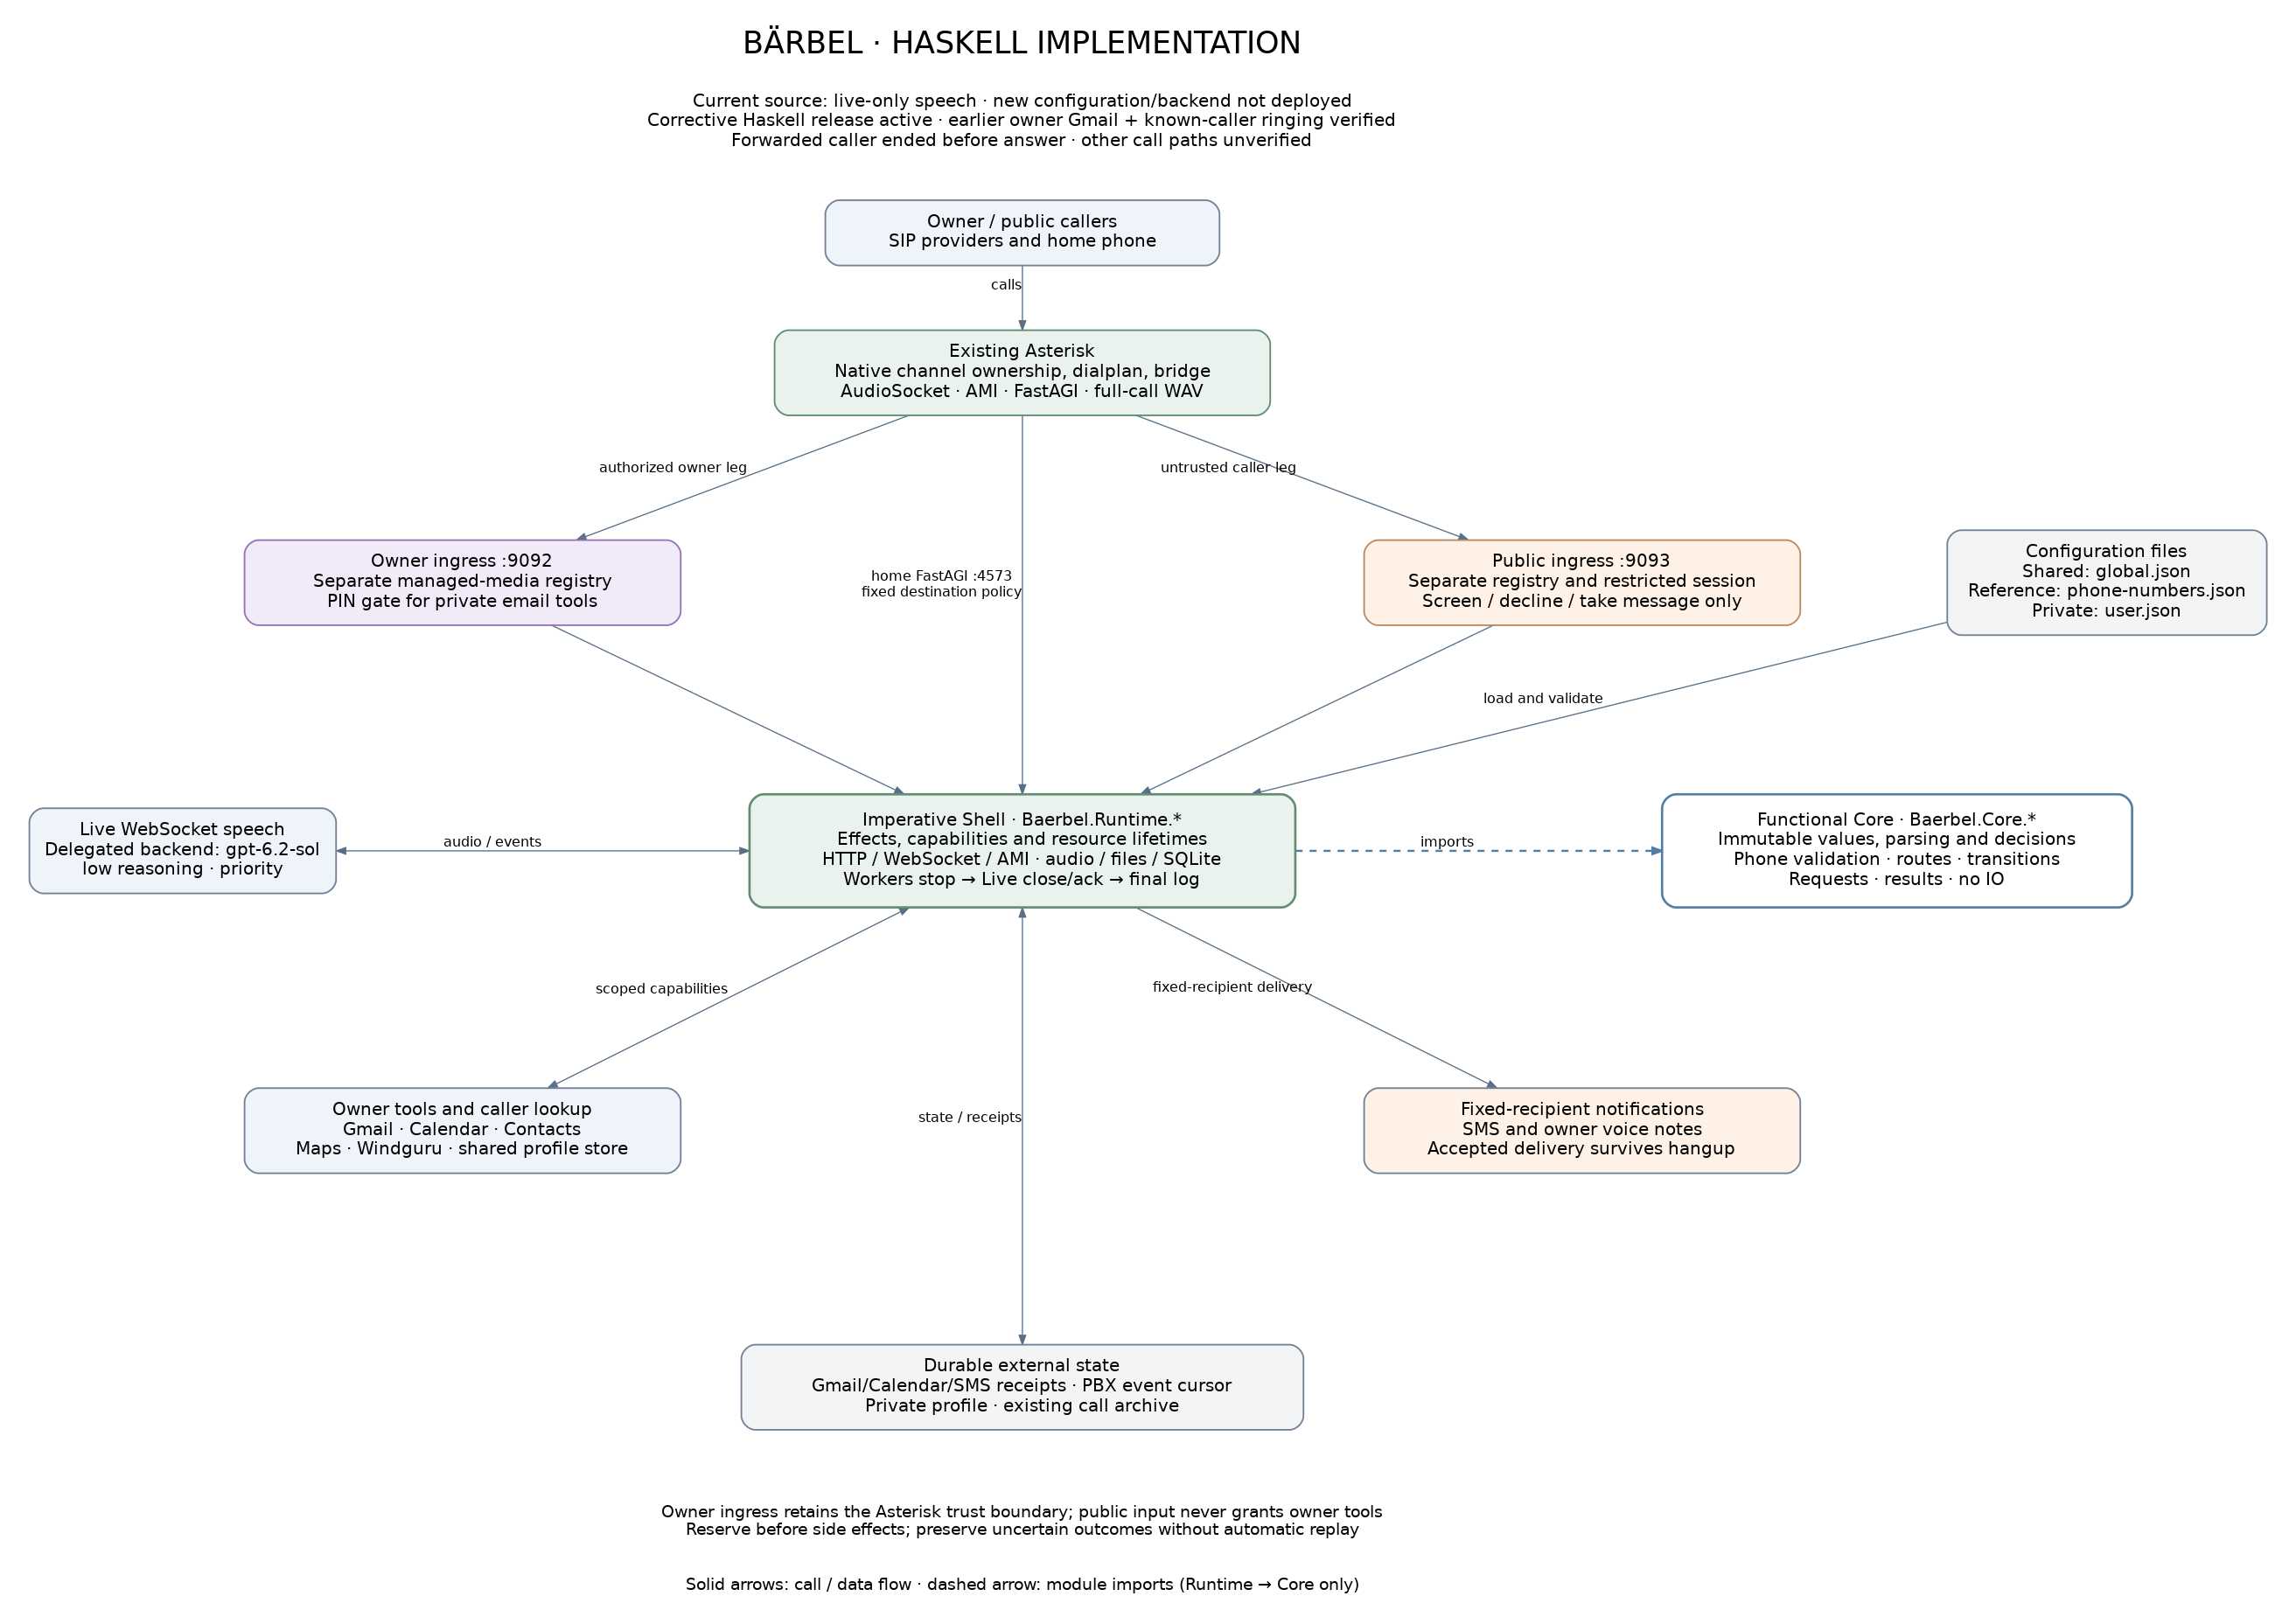 BÄRBEL · HASKELL IMPLEMENTATION
Current source: live-only speech · new configuration/backend not deployed
Corrective Haskell release active · earlier owner Gmail + known-caller ringing verified
Forwarded caller ended before answer · other call paths unverified
Owner / public callers
SIP providers and home phone
calls
Existing Asterisk
Native channel ownership, dialplan, bridge
AudioSocket · AMI · FastAGI · full-call WAV
authorized owner leg
untrusted caller leg
Owner ingress :9092
Separate managed-media registry
PIN gate for private email tools
home FastAGI :4573
fixed destination policy
Public ingress :9093
Separate registry and restricted session
Screen / decline / take message only
Configuration files
Shared: global.json
Reference: phone-numbers.json
Private: user.json
load and validate
Live WebSocket speech
Delegated backend: gpt-6.2-sol
low reasoning · priority
audio / events
Imperative Shell · Baerbel.Runtime.*
Effects, capabilities and resource lifetimes
HTTP / WebSocket / AMI · audio / files / SQLite
Workers stop → Live close/ack → final log
imports
Functional Core · Baerbel.Core.*
Immutable values, parsing and decisions
Phone validation · routes · transitions
Requests · results · no IO
scoped capabilities
fixed-recipient delivery
Owner tools and caller lookup
Gmail · Calendar · Contacts
Maps · Windguru · shared profile store
state / receipts
Fixed-recipient notifications
SMS and owner voice notes
Accepted delivery survives hangup
Durable external state
Gmail/Calendar/SMS receipts · PBX event cursor
Private profile · existing call archive
Owner ingress retains the Asterisk trust boundary; public input never grants owner tools
Reserve before side effects; preserve uncertain outcomes without automatic replay
Solid arrows: call / data flow · dashed arrow: module imports (Runtime → Core only)